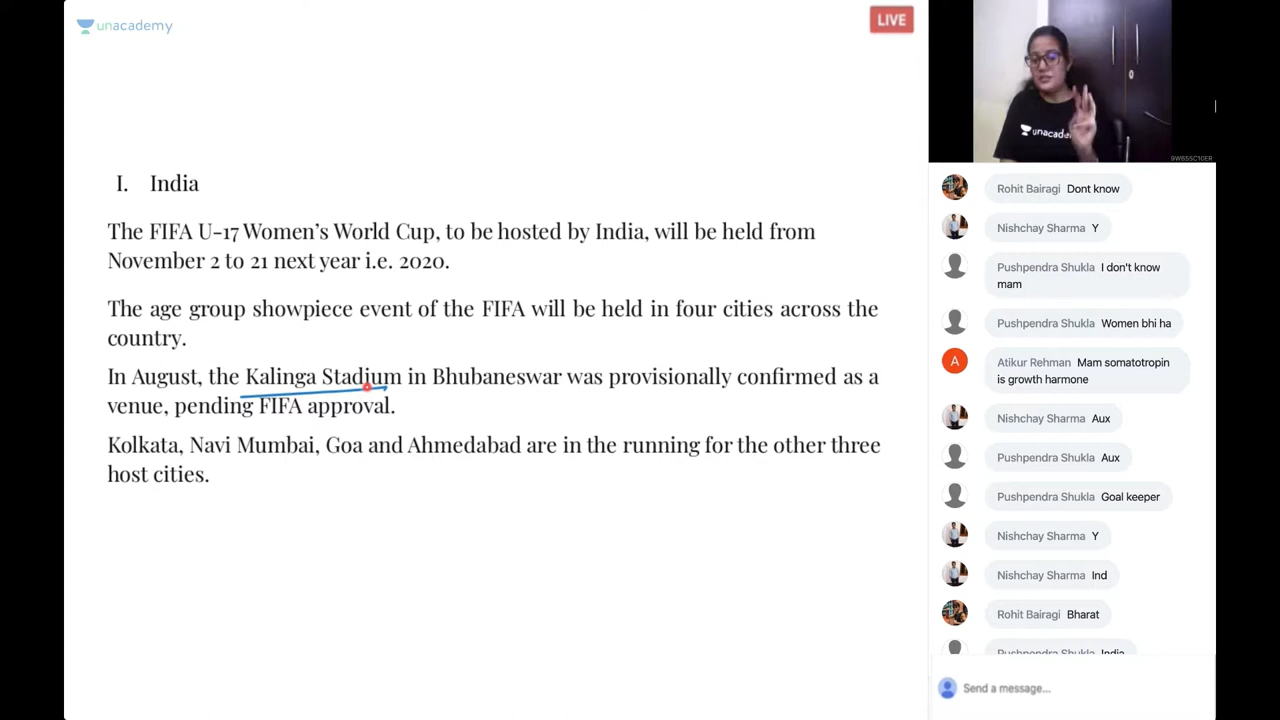 unacademy
LIVE
I. India
The FIFA U-17 Women's World Cup, to be hosted by India, will be held from
November 2 to 21 next year i.e. 2020.
The age group showpiece event of the FIFA will be held in four cities across the
country.
In August, the Kalinga Stadium in Bhubaneswar was provisionally confirmed as a
venue, pending FIFA approval.
Kolkata, Navi Mumbai, Goa and Ahmedabad are in the running for the other three
host cities.
unacade
9W655C10ER
Rohit Bairagi Dont know
Nishchay Sharma Y
Pushpendra Shukla I don't know
mam
Pushpendra Shukla Women bhi ha
A
Atikur Rehman Mam somatotropin
is growth harmone
Nishchay Sharma Aux
Pushpendra Shukla Aux
Pushpendra Shukla Goal keeper
Nishchay Sharma Y
Nishchay Sharma Ind
Rohit Bairagi Bharat
Pushpendra Shukla India
Send a message...